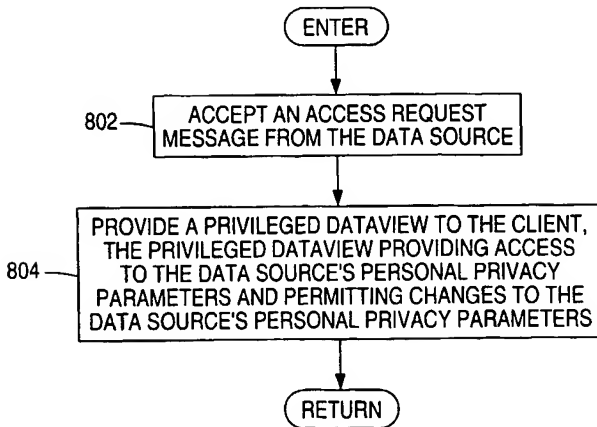 ENTER
802
ACCEPT AN ACCESS REQUEST
MESSAGE FROM THE DATA SOURCE
804
PROVIDE A PRIVILEGED DATAVIEW TO THE CLIENT,
THE PRIVILEGED DATAVIEW PROVIDING ACCESS
TO THE DATA SOURCE'S PERSONAL PRIVACY
PARAMETERS AND PERMITTING CHANGES TO THE
DATA SOURCE'S PERSONAL PRIVACY PARAMETERS
RETURN